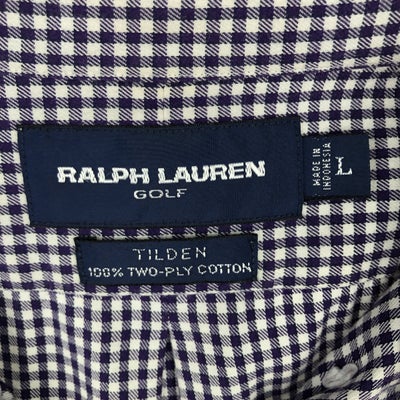 RALPH LAUREN
GOLF
MADE IN
INDONESIA
L
TILDEN
100% TWO-PLY COTTON